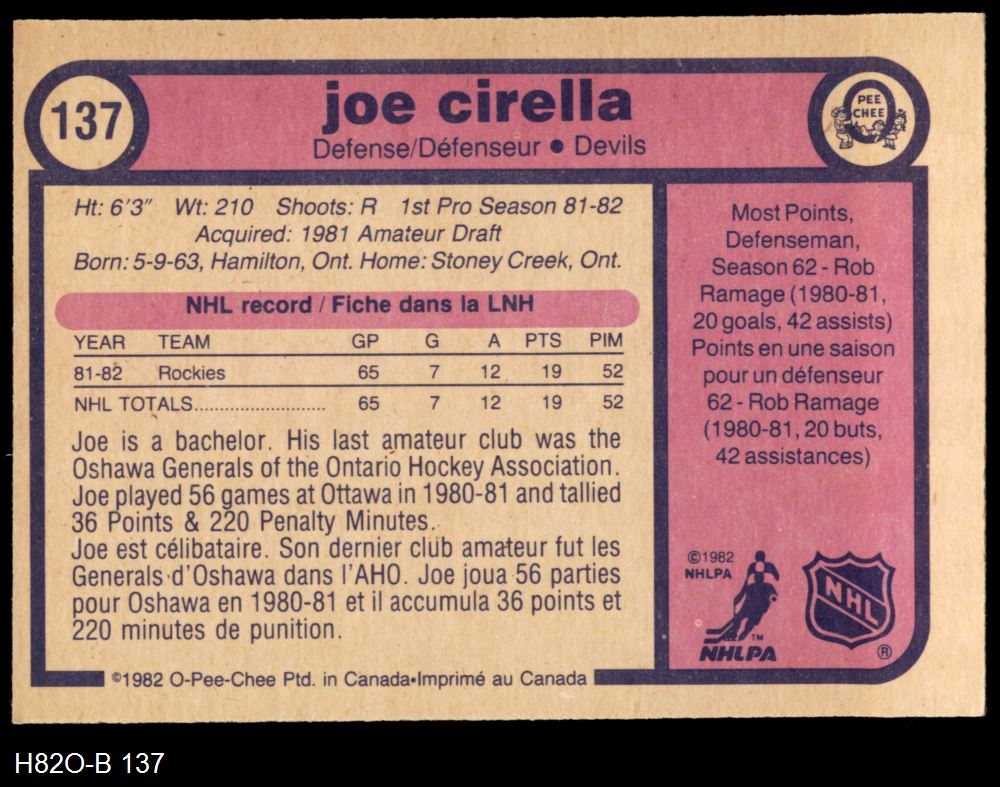 137
joe cirella
Defense/Défenseur • Devils
PEE
CHEE
Ht: 6'3" Wt: 210 Shoots: R 1st Pro Season 81-82
Acquired: 1981 Amateur Draft
Born: 5-9-63, Hamilton, Ont. Home: Stoney Creek, Ont.
NHL record / Fiche dans la LNH
YEAR TEAM GP G A PTS PIM
81-82 Rockies 65 7 12 19 52
NHL TOTALS.......................... 65 7 12 19 52
Joe is a bachelor. His last amateur club was the
Oshawa Generals of the Ontario Hockey Association.
Joe played 56 games at Ottawa in 1980-81 and tallied
36 Points & 220 Penalty Minutes.
Joe est célibataire. Son dernier club amateur fut les
Generals d'Oshawa dans l'AHO. Joe joua 56 parties
pour Oshawa en 1980-81 et il accumula 36 points et
220 minutes de punition.
Most Points,
Defenseman,
Season 62 - Rob
Ramage (1980-81,
20 goals, 42 assists)
Points en une saison
pour un défenseur
62 - Rob Ramage
(1980-81, 20 buts,
42 assistances)
©1982
NHLPA
TM
NHLPA
NHL
®
©1982 O-Pee-Chee Ptd. in Canada•Imprimé au Canada
H82O-B 137